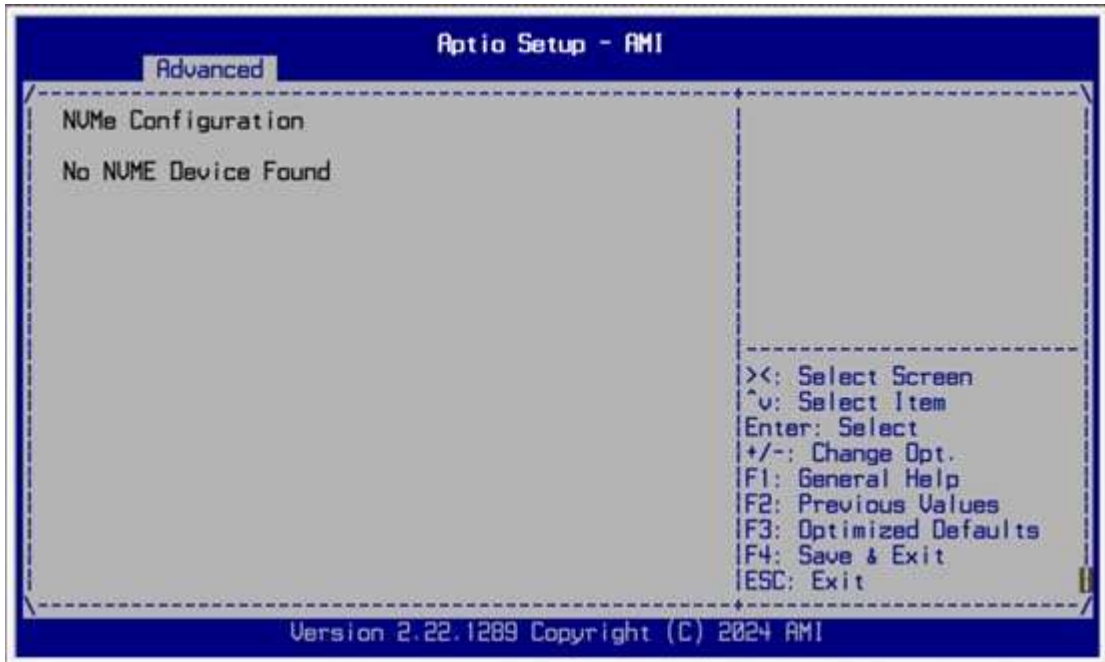 Aptio Setup - AMI
Advanced
NVMe Configuration
No NVME Device Found
><: Select Screen
^v: Select Item
Enter: Select
+/-: Change Opt.
F1: General Help
F2: Previous Values
F3: Optimized Defaults
F4: Save & Exit
ESC: Exit
Version 2.22.1289 Copyright (C) 2024 AMI